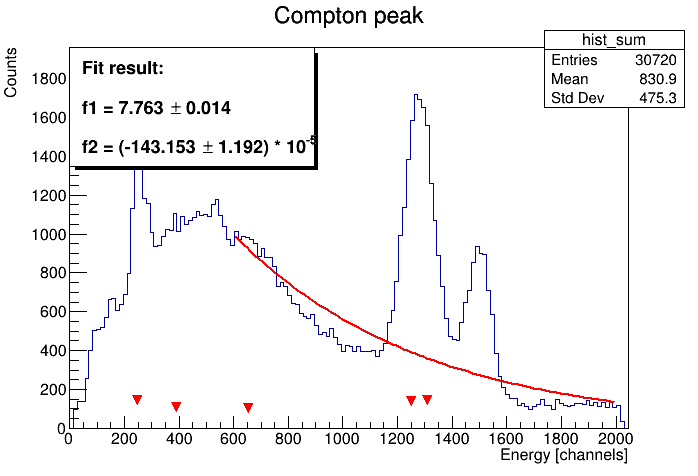 Compton peak
hist_sum
Entries 30720
Mean 830.9
Std Dev 475.3
Fit result:
f1 = 7.763 ± 0.014
f2 = (-143.153 ± 1.192) * 10^-5
Counts
1800
1600
1400
1200
1000
800
600
400
200
0
0 200 400 600 800 1000 1200 1400 1600 1800 2000
Energy [channels]